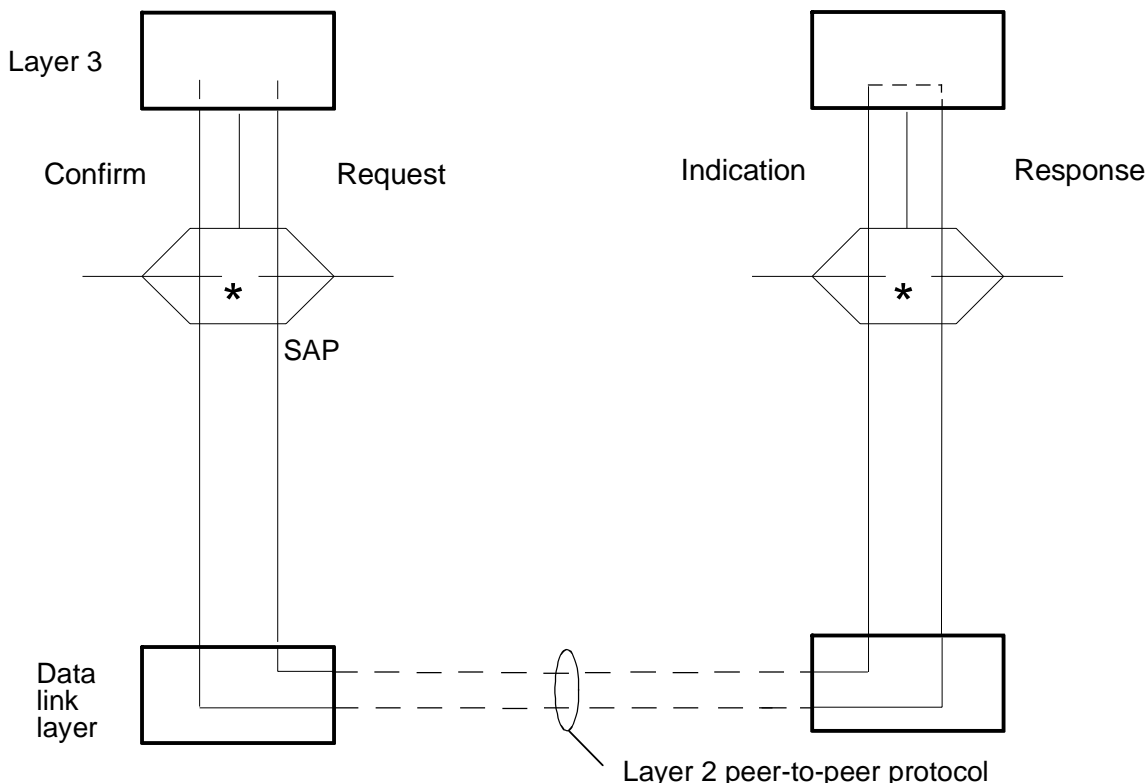 Layer 3
Confirm
Request
Indication
Response
*
*
SAP
Data
link
layer
Layer 2 peer-to-peer protocol